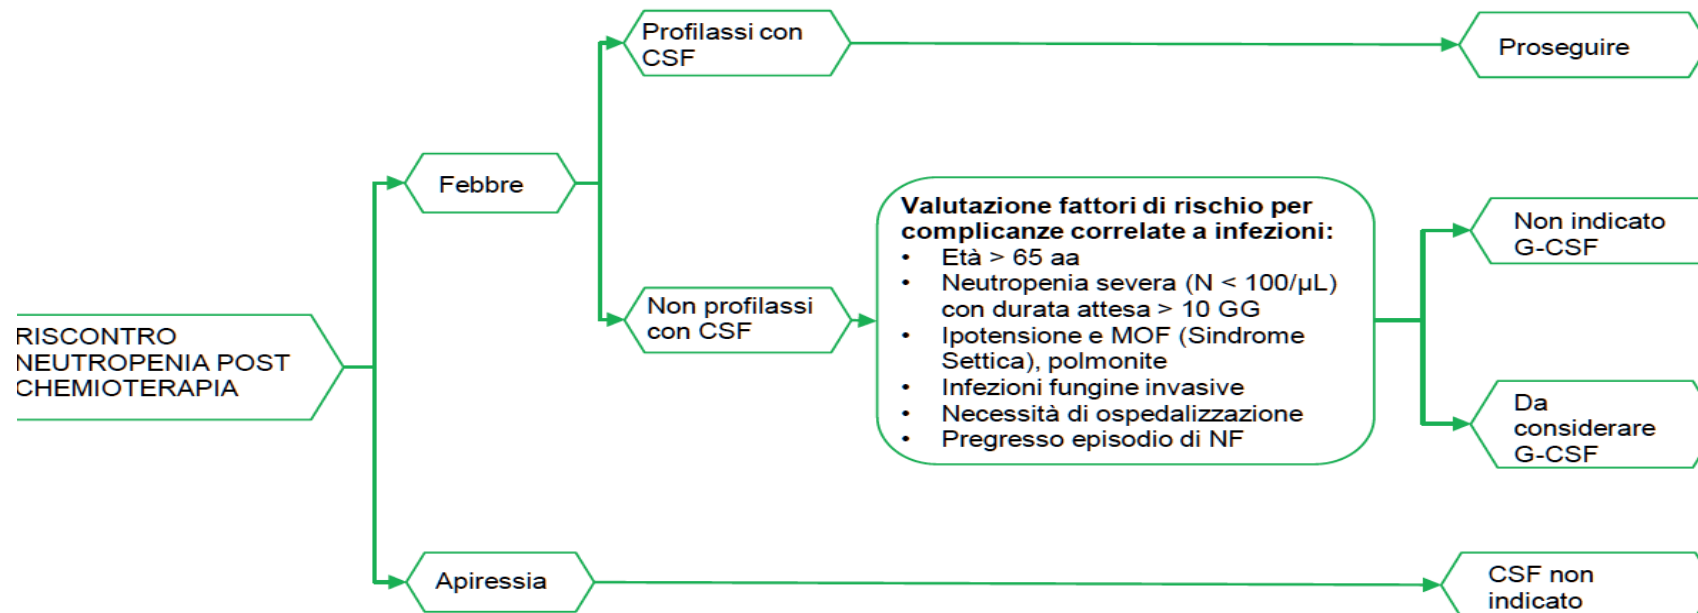 Profilassi con
CSF
Proseguire
Febbre
Valutazione fattori di rischio per
complicanze correlate a infezioni:
• Età > 65 aa
• Neutropenia severa (N < 100/µL)
con durata attesa > 10 GG
• Ipotensione e MOF (Sindrome
Settica), polmonite
• Infezioni fungine invasive
• Necessità di ospedalizzazione
• Pregresso episodio di NF
Non indicato
G-CSF
Non profilassi
con CSF
RISCONTRO
NEUTROPENIA POST
CHEMIOTERAPIA
Da
considerare
G-CSF
Apiressia
CSF non
indicato